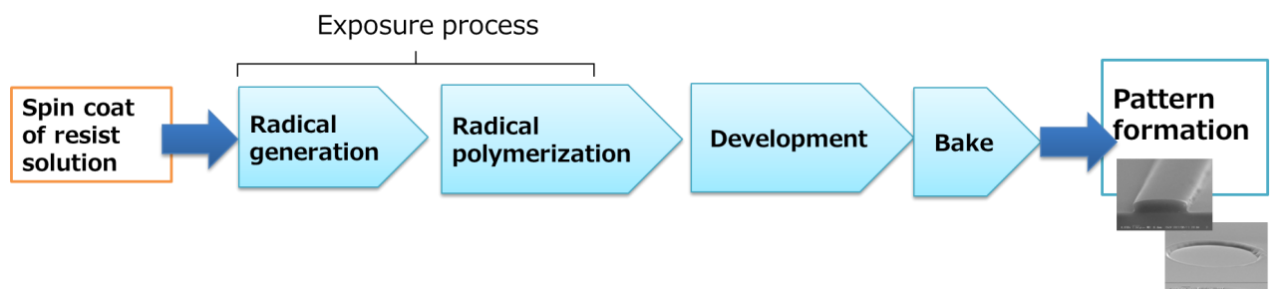 Exposure process
Spin coat
of resist
solution
Radical
generation
Radical
polymerization
Development
Bake
Pattern
formation